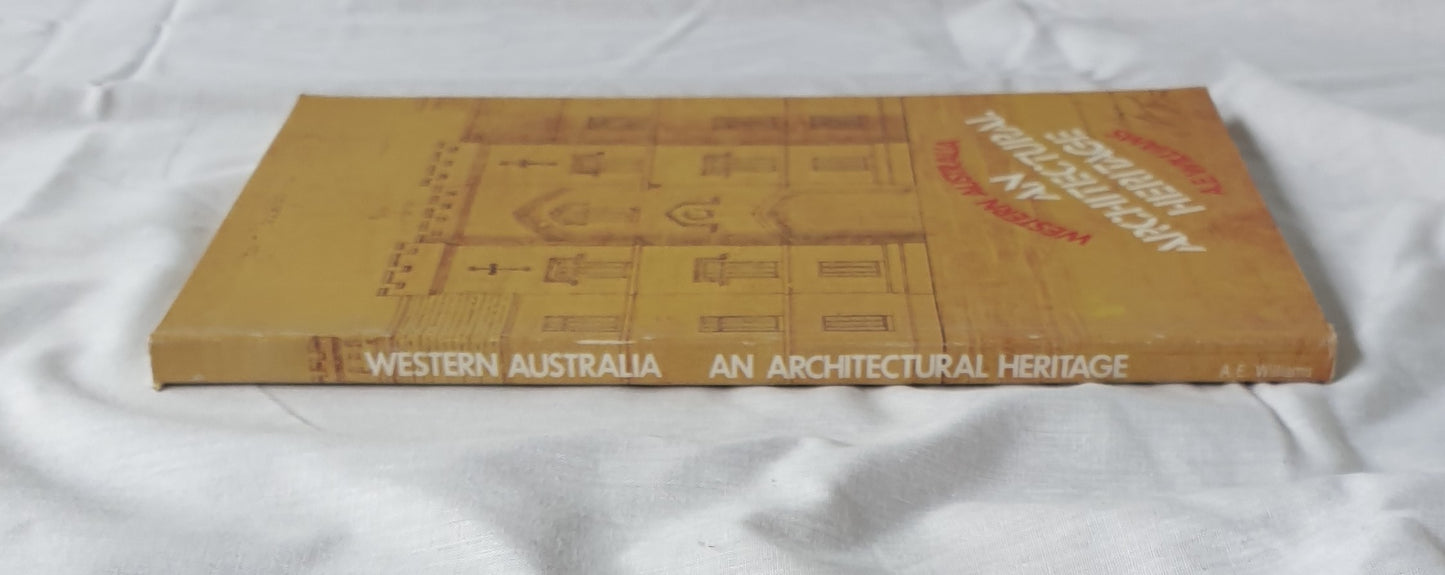 WESTERN AUSTRALIA
AN
ARCHITECTURAL
HERITAGE
A.E. WILLIAMS
WESTERN AUSTRALIA AN ARCHITECTURAL HERITAGE A. E. Williams